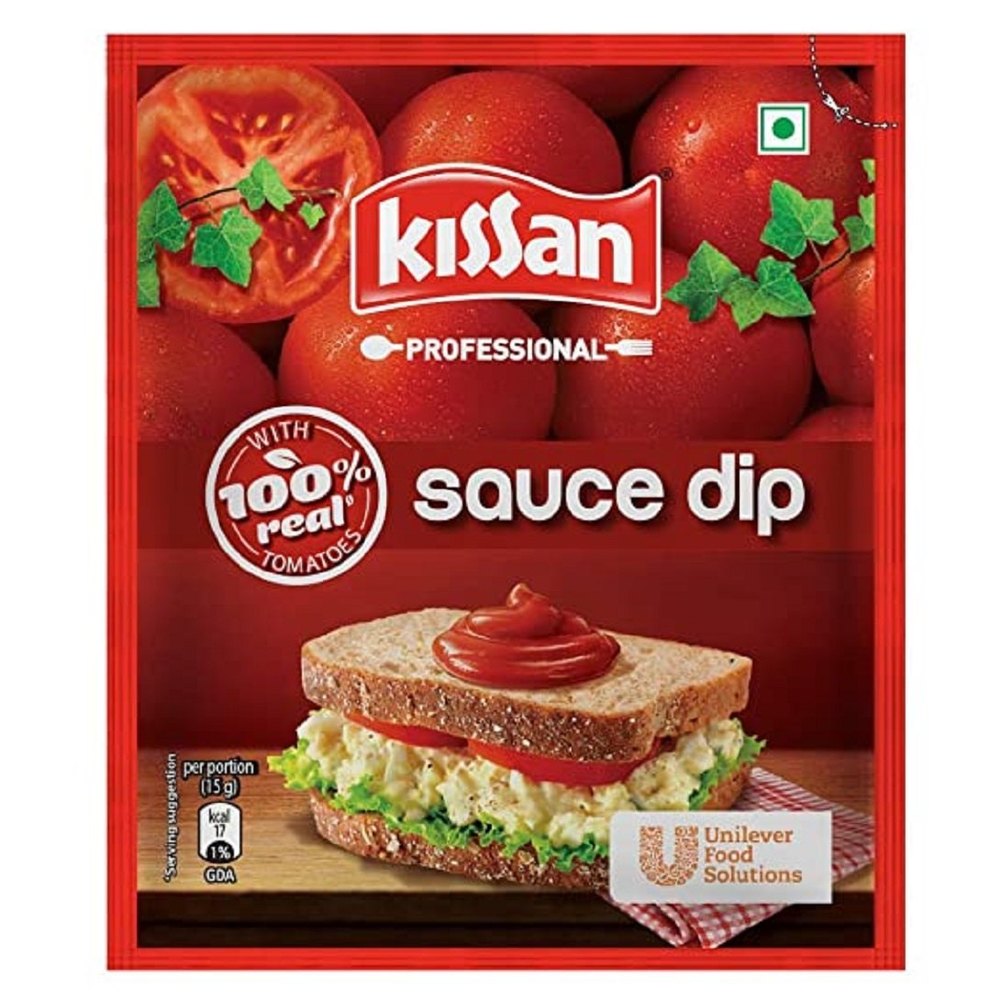 kissan
®
PROFESSIONAL
WITH
100%
real
TOMATOES
sauce dip
*Serving suggestion
per portion
(15 g)
kcal
17
1%
GDA
Unilever
Food
Solutions